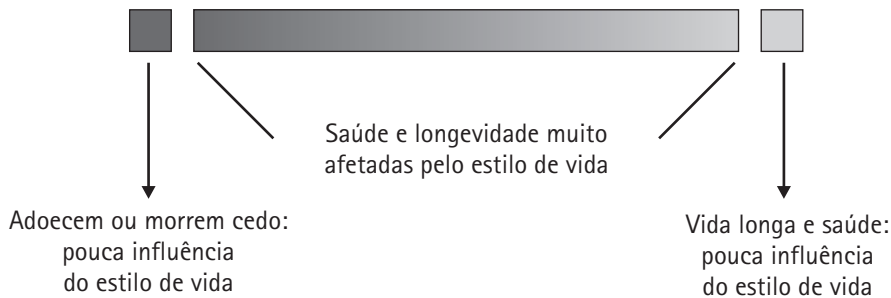 Saúde e longevidade muito
afetadas pelo estilo de vida
Adoecem ou morrem cedo:
pouca influência
do estilo de vida
Vida longa e saúde:
pouca influência
do estilo de vida